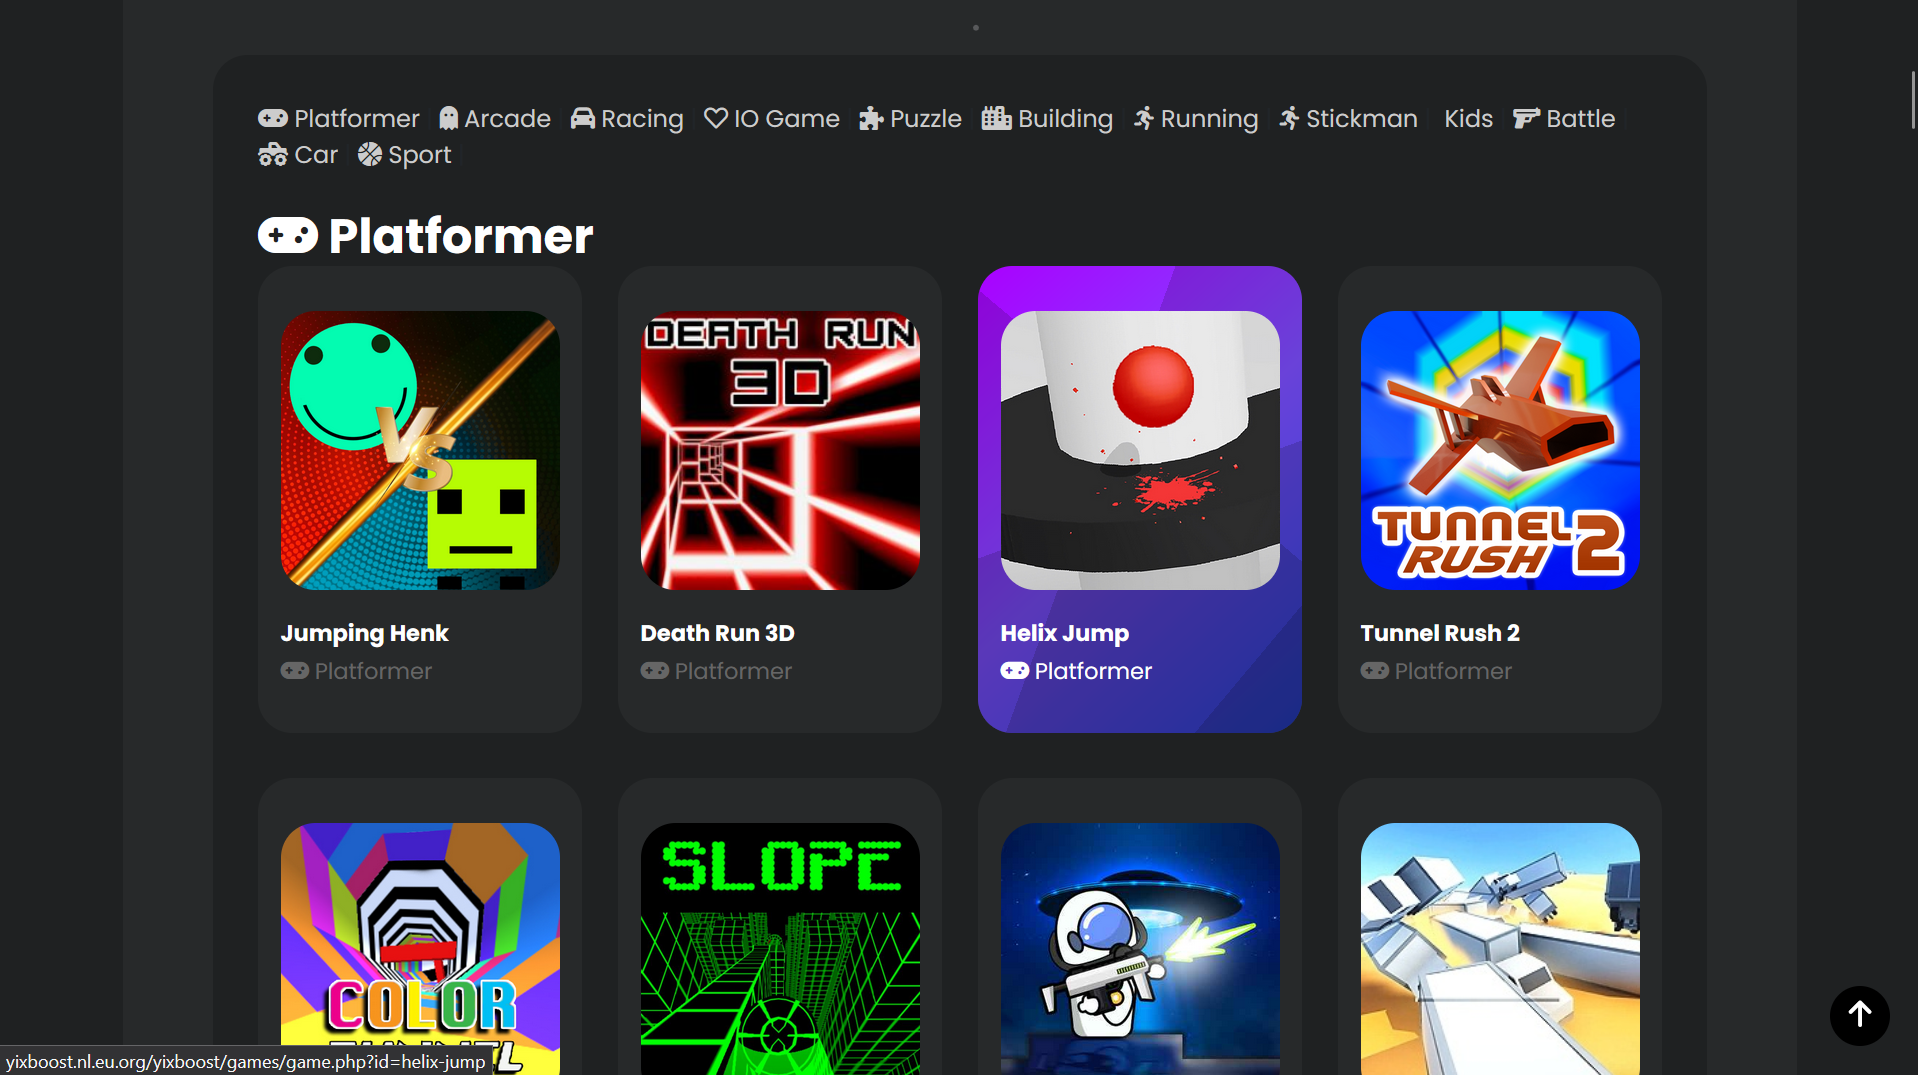 Platformer Arcade Racing IO Game Puzzle Building Running Stickman Kids Battle
Car Sport
Platformer
DEATH RUN
3D
VS
TUNNEL
RUSH 2
Jumping Henk Death Run 3D Helix Jump Tunnel Rush 2
Platformer Platformer Platformer Platformer
SLOPE
COLOR
TUNNEL
yixboost.nl.eu.org/yixboost/games/game.php?id=helix-jump